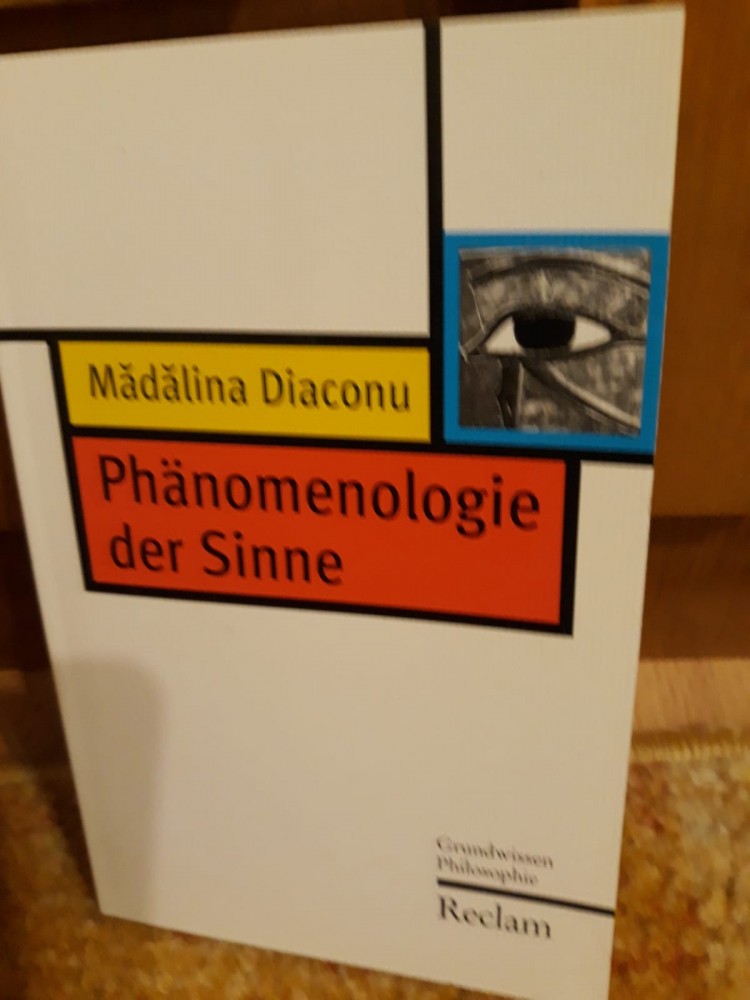 Mădălina Diaconu
Phänomenologie
der Sinne
Grundwissen
Philosophie
Reclam